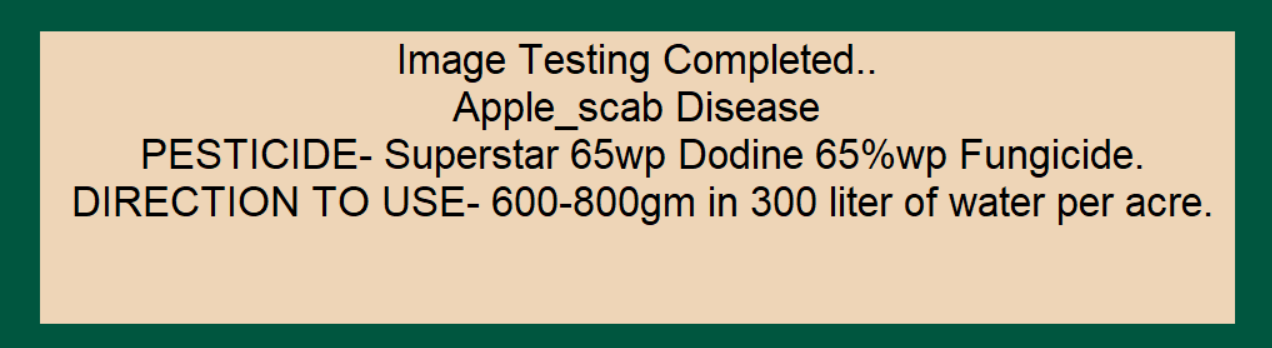 Image Testing Completed..
Apple_scab Disease
PESTICIDE- Superstar 65wp Dodine 65%wp Fungicide.
DIRECTION TO USE- 600-800gm in 300 liter of water per acre.